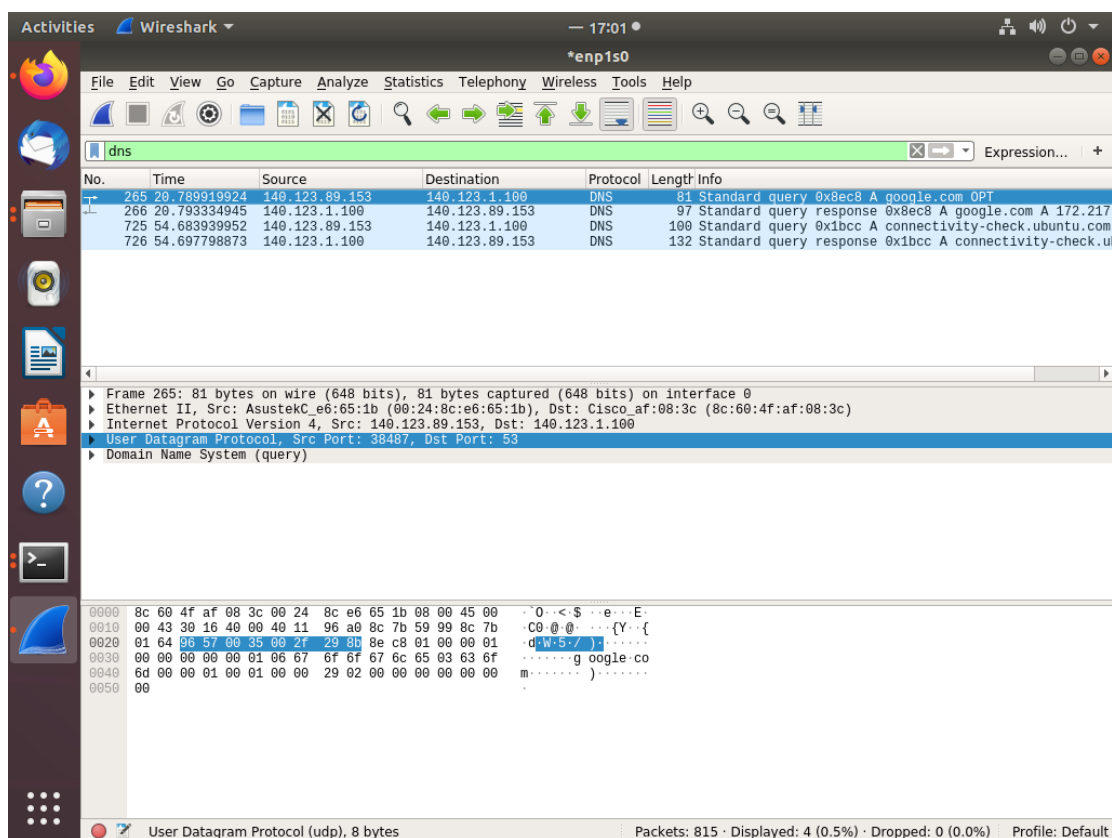 Activities Wireshark 17:01
*enp1s0
File Edit View Go Capture Analyze Statistics Telephony Wireless Tools Help
dns Expression... +
No. Time Source Destination Protocol Length Info
265 20.789919924 140.123.89.153 140.123.1.100 DNS 81 Standard query 0x8ec8 A google.com OPT
266 20.793334945 140.123.1.100 140.123.89.153 DNS 97 Standard query response 0x8ec8 A google.com A 172.217
725 54.683939952 140.123.89.153 140.123.1.100 DNS 100 Standard query 0x1bcc A connectivity-check.ubuntu.com
726 54.697798873 140.123.1.100 140.123.89.153 DNS 132 Standard query response 0x1bcc A connectivity-check.u
Frame 265: 81 bytes on wire (648 bits), 81 bytes captured (648 bits) on interface 0
Ethernet II, Src: AsustekC_e6:65:1b (00:24:8c:e6:65:1b), Dst: Cisco_af:08:3c (8c:60:4f:af:08:3c)
Internet Protocol Version 4, Src: 140.123.89.153, Dst: 140.123.1.100
User Datagram Protocol, Src Port: 38487, Dst Port: 53
Domain Name System (query)
0000 8c 60 4f af 08 3c 00 24 8c e6 65 1b 08 00 45 00 ·`O··<·$ ··e···E·
0010 00 43 30 16 40 00 40 11 96 a0 8c 7b 59 99 8c 7b ·C0·@·@· ···{Y··{
0020 01 64 96 57 00 35 00 2f 29 8b 8e c8 01 00 00 01 ·d·W·5·/ )·······
0030 00 00 00 00 00 01 06 67 6f 6f 67 6c 65 03 63 6f ·······g oogle·co
0040 6d 00 00 01 00 01 00 00 29 02 00 00 00 00 00 00 m······· )·······
0050 00 ·
User Datagram Protocol (udp), 8 bytes Packets: 815 · Displayed: 4 (0.5%) · Dropped: 0 (0.0%) Profile: Default